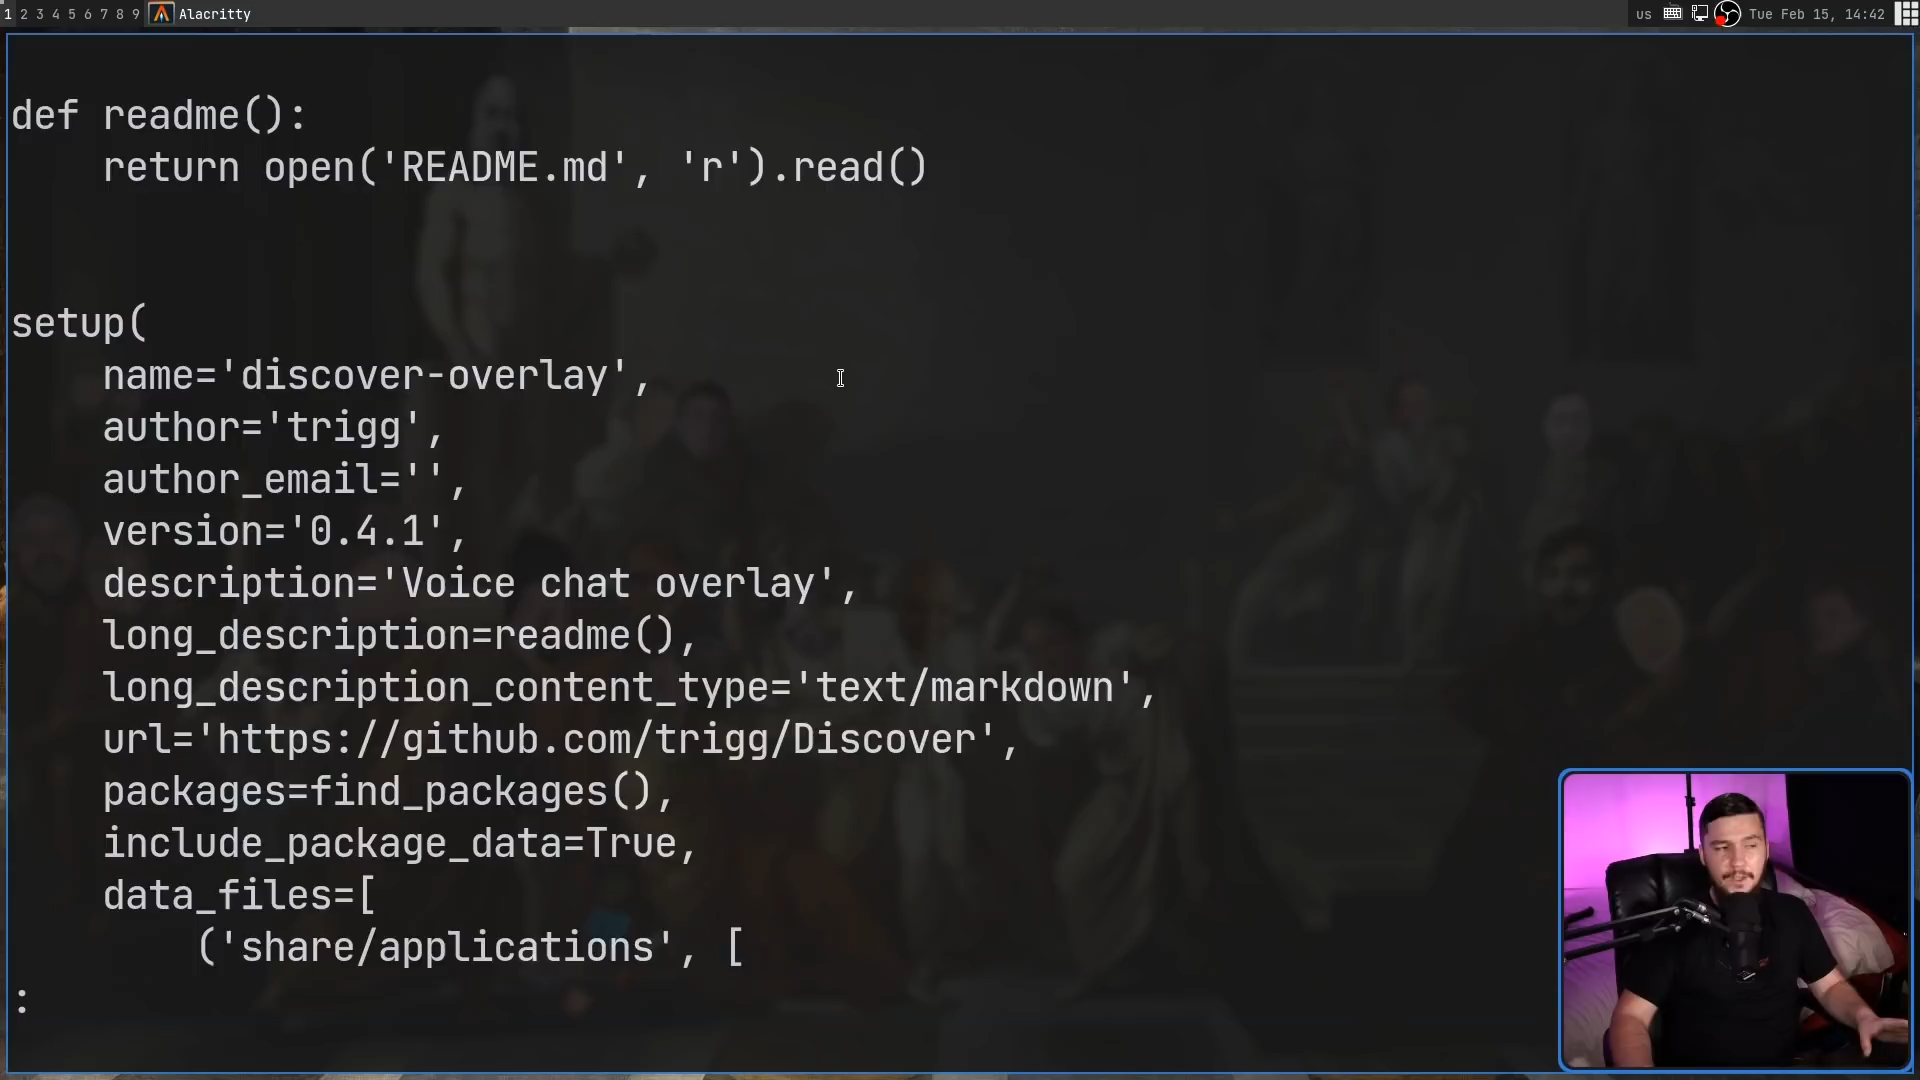 1 2 3 4 5 6 7 8 9 Alacritty us Tue Feb 15, 14:42
def readme():
    return open('README.md', 'r').read()
setup(
    name='discover-overlay',
    author='trigg',
    author_email='',
    version='0.4.1',
    description='Voice chat overlay',
    long_description=readme(),
    long_description_content_type='text/markdown',
    url='https://github.com/trigg/Discover',
    packages=find_packages(),
    include_package_data=True,
    data_files=[
        ('share/applications', [
: